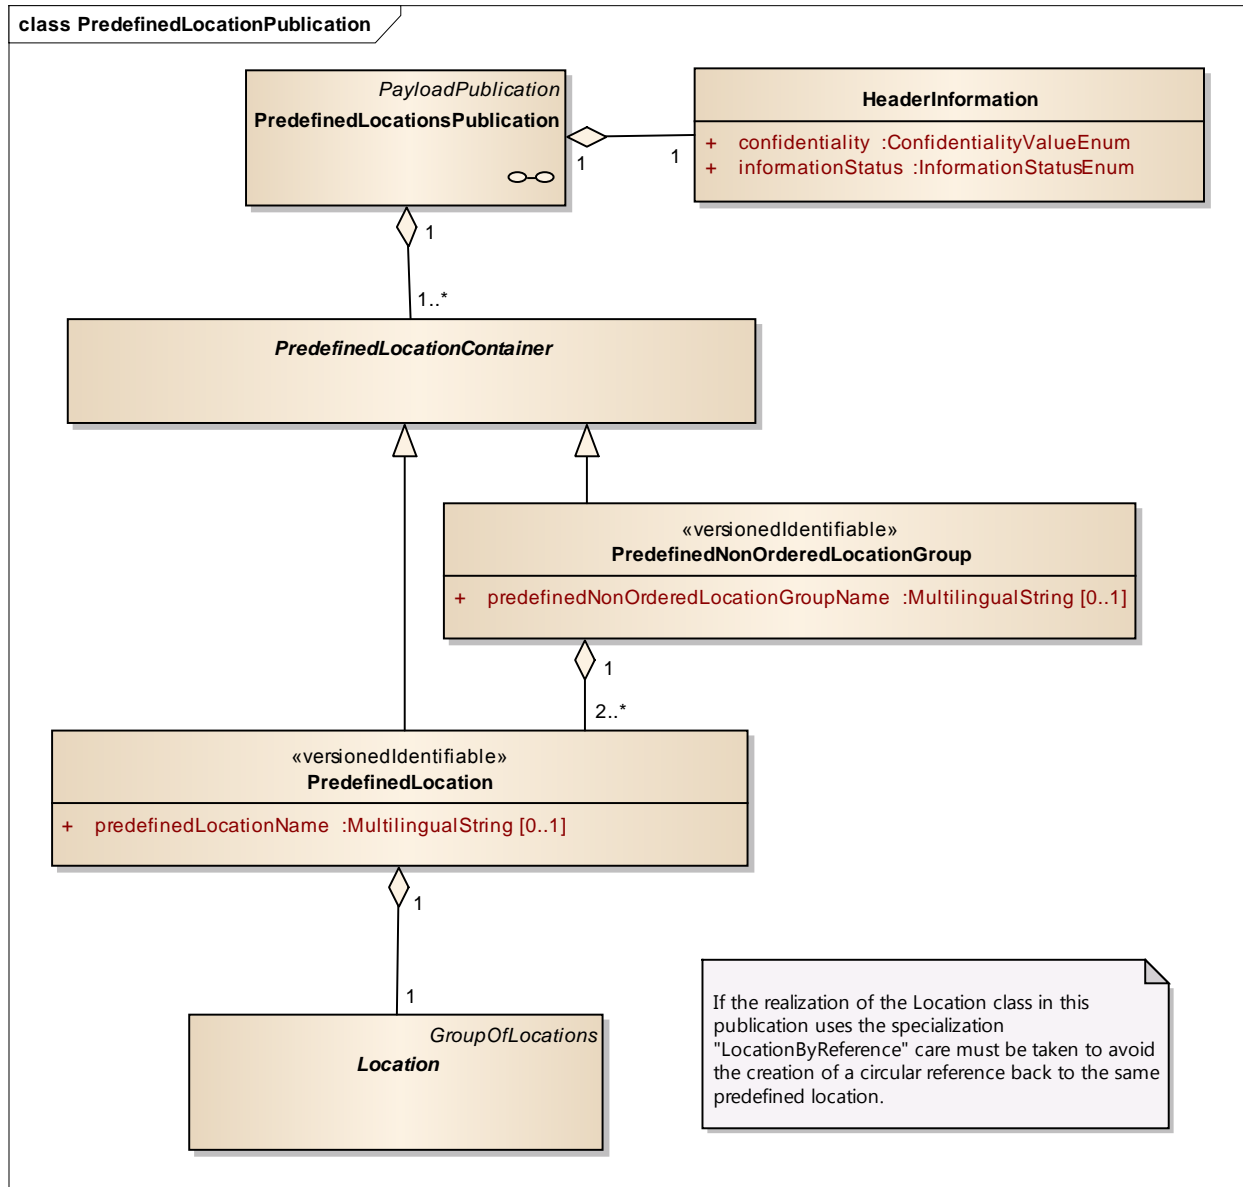 class PredefinedLocationPublication
PayloadPublication
PredefinedLocationsPublication
HeaderInformation
+ confidentiality :ConfidentialityValueEnum
+ informationStatus :InformationStatusEnum
1
1
1
1..*
PredefinedLocationContainer
«versionedIdentifiable»
PredefinedNonOrderedLocationGroup
+ predefinedNonOrderedLocationGroupName :MultilingualString [0..1]
1
2..*
«versionedIdentifiable»
PredefinedLocation
+ predefinedLocationName :MultilingualString [0..1]
1
1
GroupOfLocations
Location
If the realization of the Location class in this
publication uses the specialization
"LocationByReference" care must be taken to avoid
the creation of a circular reference back to the same
predefined location.